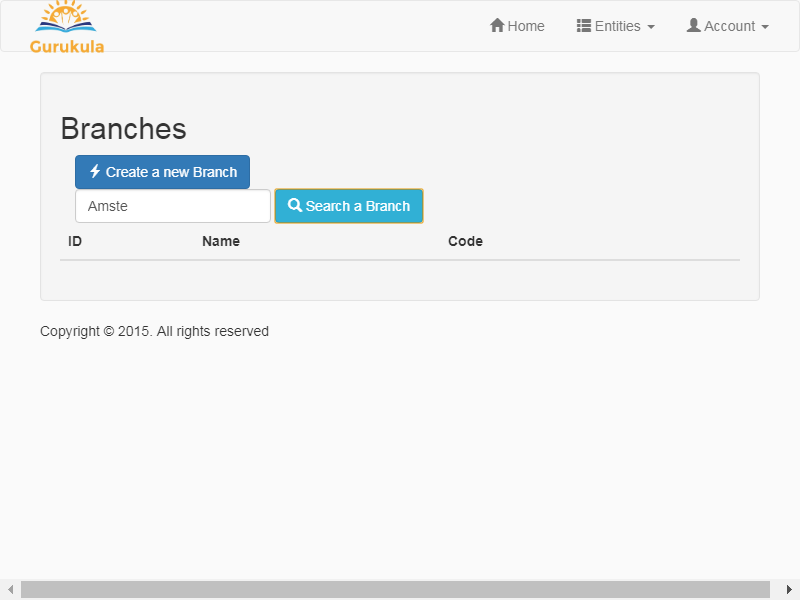 Gurukula
Home Entities Account
Branches
Create a new Branch
Amste Search a Branch
ID Name Code
Copyright © 2015. All rights reserved